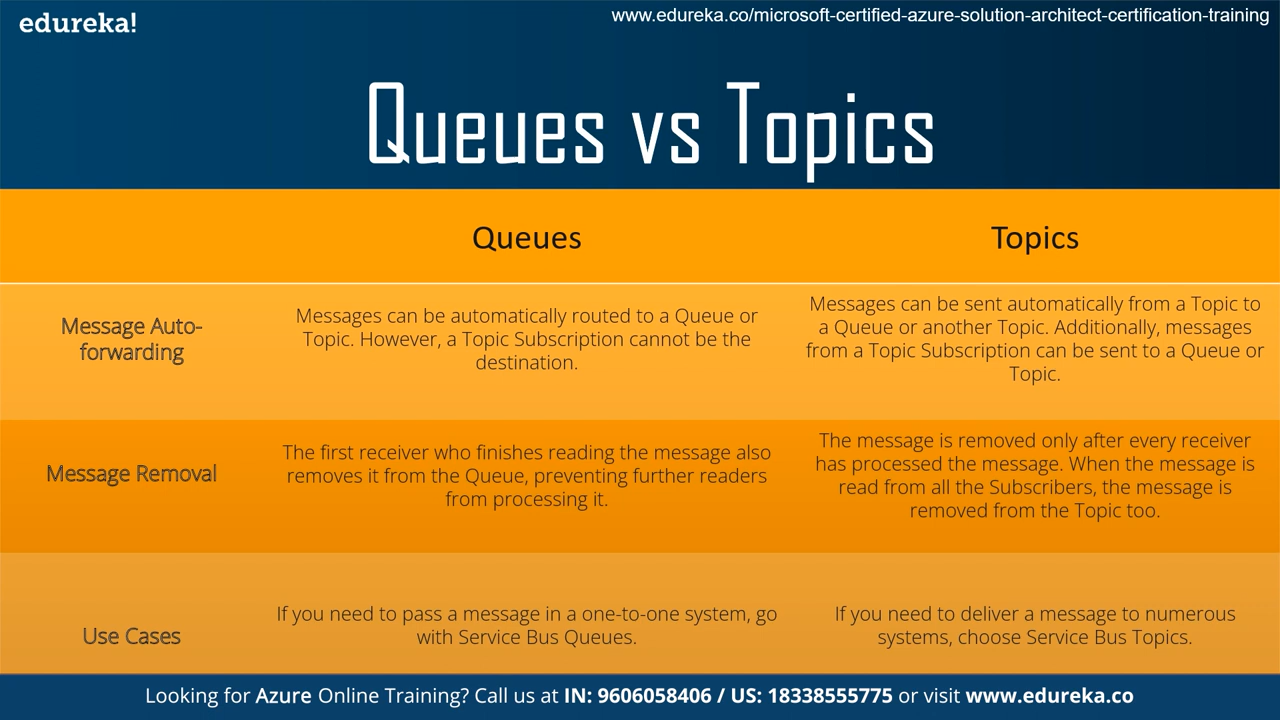 edureka!
www.edureka.co/microsoft-certified-azure-solution-architect-certification-training
Queues vs Topics
Queues
Topics
Message Auto-
forwarding
Messages can be automatically routed to a Queue or
Topic. However, a Topic Subscription cannot be the
destination.
Messages can be sent automatically from a Topic to
a Queue or another Topic. Additionally, messages
from a Topic Subscription can be sent to a Queue or
Topic.
Message Removal
The first receiver who finishes reading the message also
removes it from the Queue, preventing further readers
from processing it.
The message is removed only after every receiver
has processed the message. When the message is
read from all the Subscribers, the message is
removed from the Topic too.
Use Cases
If you need to pass a message in a one-to-one system, go
with Service Bus Queues.
If you need to deliver a message to numerous
systems, choose Service Bus Topics.
Looking for Azure Online Training? Call us at IN: 9606058406 / US: 18338555775 or visit www.edureka.co